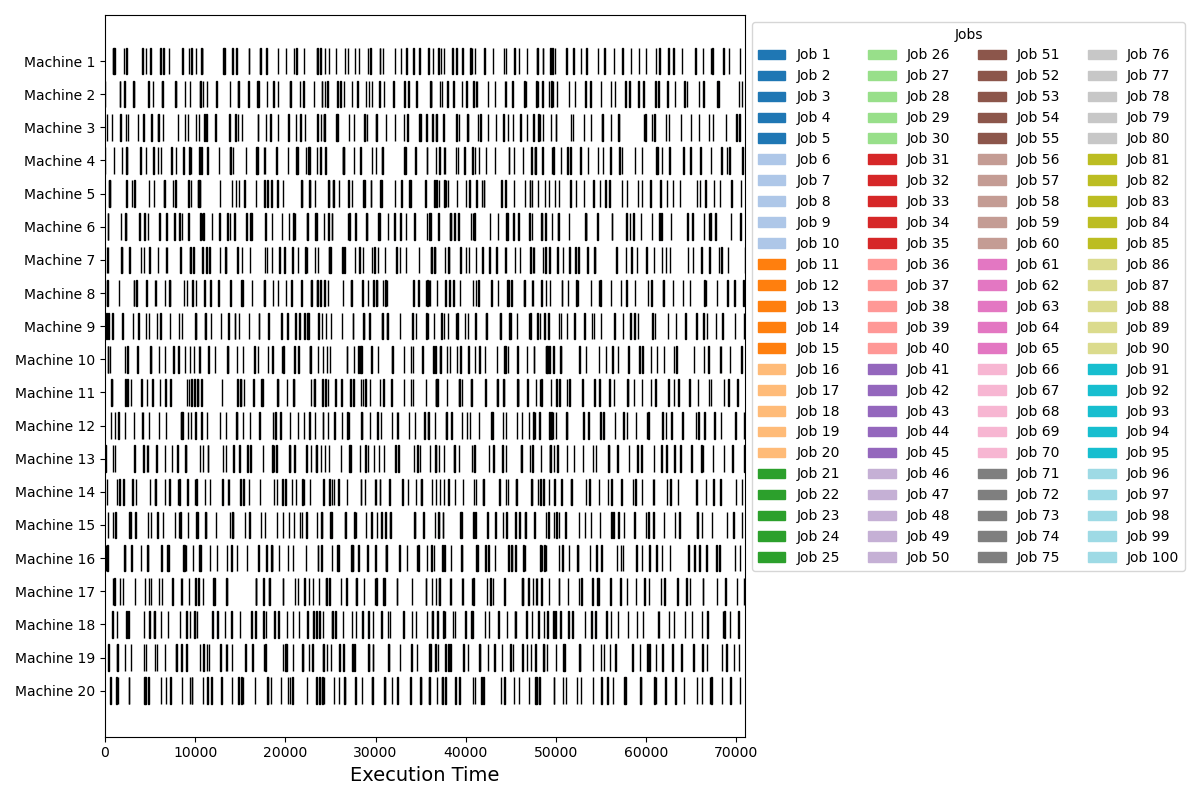 Jobs
Machine 1
Machine 2
Machine 3
Machine 4
Machine 5
Machine 6
Machine 7
Machine 8
Machine 9
Machine 10
Machine 11
Machine 12
Machine 13
Machine 14
Machine 15
Machine 16
Machine 17
Machine 18
Machine 19
Machine 20
0 10000 20000 30000 40000 50000 60000 70000
Execution Time
Job 1 Job 26 Job 51 Job 76
Job 2 Job 27 Job 52 Job 77
Job 3 Job 28 Job 53 Job 78
Job 4 Job 29 Job 54 Job 79
Job 5 Job 30 Job 55 Job 80
Job 6 Job 31 Job 56 Job 81
Job 7 Job 32 Job 57 Job 82
Job 8 Job 33 Job 58 Job 83
Job 9 Job 34 Job 59 Job 84
Job 10 Job 35 Job 60 Job 85
Job 11 Job 36 Job 61 Job 86
Job 12 Job 37 Job 62 Job 87
Job 13 Job 38 Job 63 Job 88
Job 14 Job 39 Job 64 Job 89
Job 15 Job 40 Job 65 Job 90
Job 16 Job 41 Job 66 Job 91
Job 17 Job 42 Job 67 Job 92
Job 18 Job 43 Job 68 Job 93
Job 19 Job 44 Job 69 Job 94
Job 20 Job 45 Job 70 Job 95
Job 21 Job 46 Job 71 Job 96
Job 22 Job 47 Job 72 Job 97
Job 23 Job 48 Job 73 Job 98
Job 24 Job 49 Job 74 Job 99
Job 25 Job 50 Job 75 Job 100